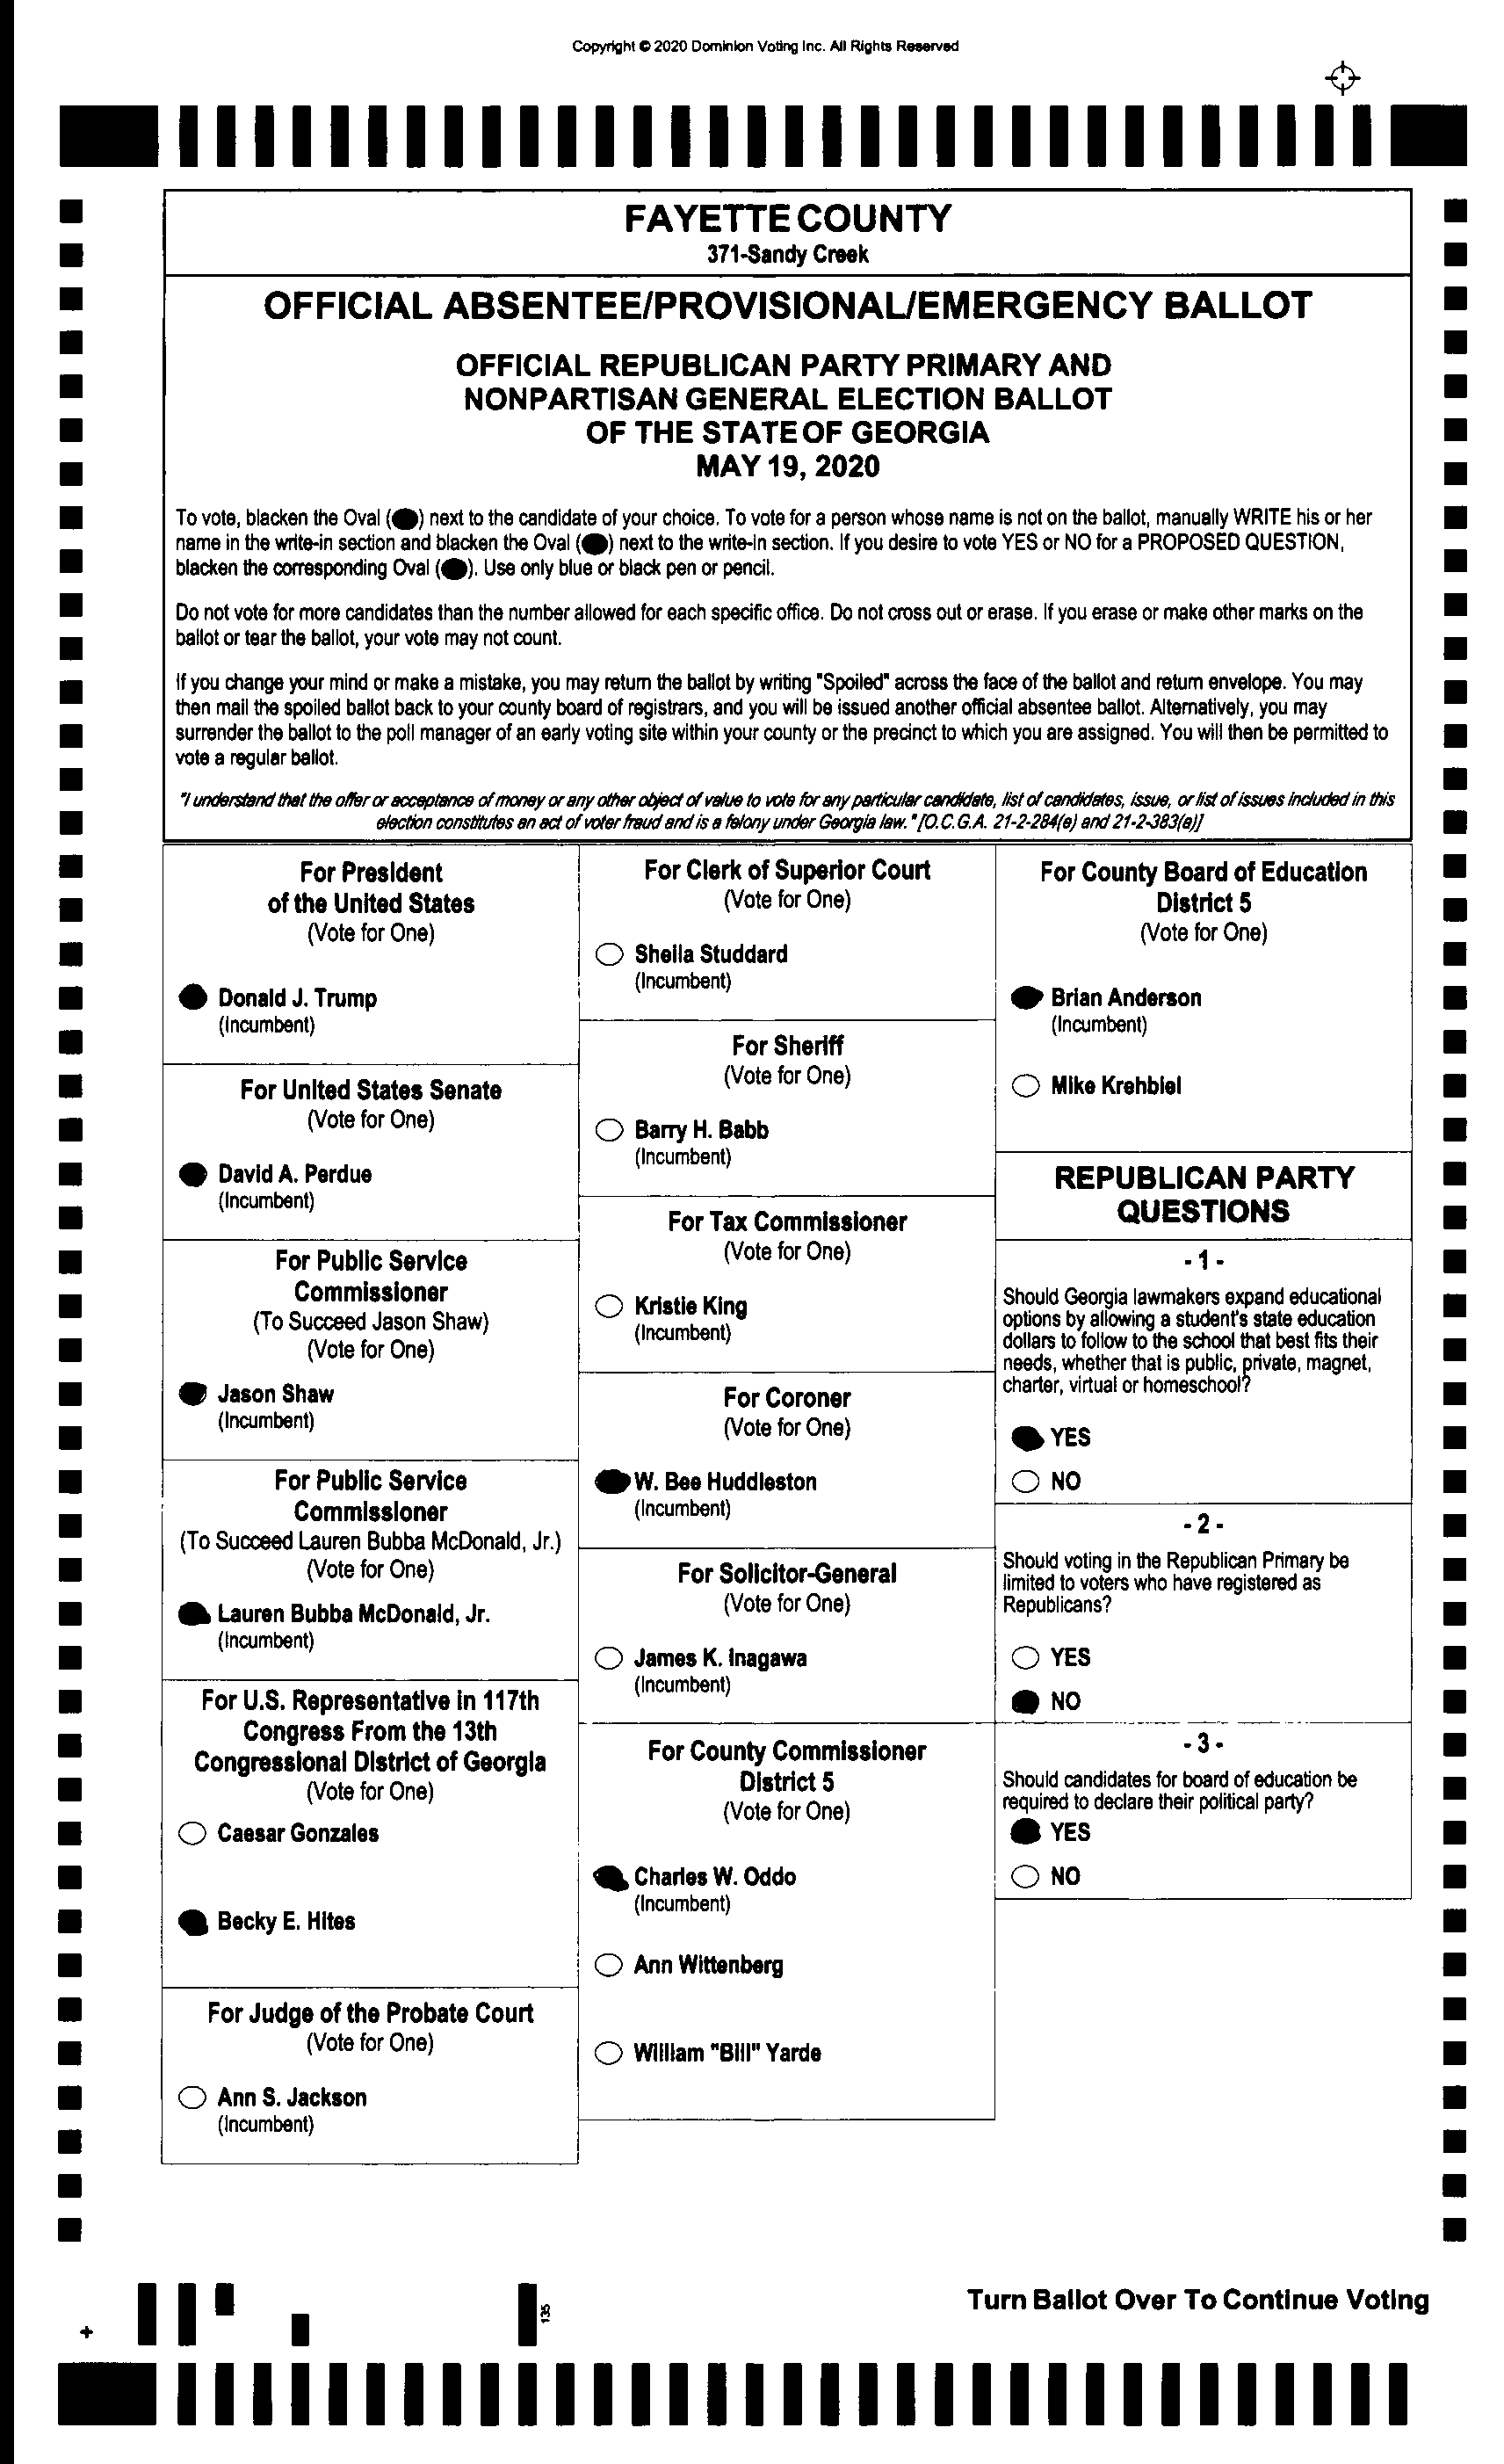 Copyright © 2020 Dominion Voting Inc. All Rights Reserved
FAYETTE COUNTY
371-Sandy Creek
OFFICIAL ABSENTEE/PROVISIONAL/EMERGENCY BALLOT
OFFICIAL REPUBLICAN PARTY PRIMARY AND
NONPARTISAN GENERAL ELECTION BALLOT
OF THE STATE OF GEORGIA
MAY 19, 2020
To vote, blacken the Oval (●) next to the candidate of your choice. To vote for a person whose name is not on the ballot, manually WRITE his or her
name in the write-in section and blacken the Oval (●) next to the write-in section. If you desire to vote YES or NO for a PROPOSED QUESTION,
blacken the corresponding Oval (●). Use only blue or black pen or pencil.
Do not vote for more candidates than the number allowed for each specific office. Do not cross out or erase. If you erase or make other marks on the
ballot or tear the ballot, your vote may not count.
If you change your mind or make a mistake, you may return the ballot by writing "Spoiled" across the face of the ballot and return envelope. You may
then mail the spoiled ballot back to your county board of registrars, and you will be issued another official absentee ballot. Alternatively, you may
surrender the ballot to the poll manager of an early voting site within your county or the precinct to which you are assigned. You will then be permitted to
vote a regular ballot.
"I understand that the offer or acceptance of money or any other object of value to vote for any particular candidate, list of candidates, issue, or list of issues included in this
election constitutes an act of voter fraud and is a felony under Georgia law." [O.C.G.A. 21-2-284(e) and 21-2-383(a)]
For President
of the United States
(Vote for One)
Donald J. Trump
(Incumbent)
For United States Senate
(Vote for One)
David A. Perdue
(Incumbent)
For Public Service
Commissioner
(To Succeed Jason Shaw)
(Vote for One)
Jason Shaw
(Incumbent)
For Public Service
Commissioner
(To Succeed Lauren Bubba McDonald, Jr.)
(Vote for One)
Lauren Bubba McDonald, Jr.
(Incumbent)
For U.S. Representative in 117th
Congress From the 13th
Congressional District of Georgia
(Vote for One)
Caesar Gonzales
Becky E. Hites
For Judge of the Probate Court
(Vote for One)
Ann S. Jackson
(Incumbent)
For Clerk of Superior Court
(Vote for One)
Sheila Studdard
(Incumbent)
For Sheriff
(Vote for One)
Barry H. Babb
(Incumbent)
For Tax Commissioner
(Vote for One)
Kristie King
(Incumbent)
For Coroner
(Vote for One)
W. Bee Huddleston
(Incumbent)
For Solicitor-General
(Vote for One)
James K. Inagawa
(Incumbent)
For County Commissioner
District 5
(Vote for One)
Charles W. Oddo
(Incumbent)
Ann Wittenberg
William "Bill" Yarde
For County Board of Education
District 5
(Vote for One)
Brian Anderson
(Incumbent)
Mike Krehbiel
REPUBLICAN PARTY
QUESTIONS
- 1 -
Should Georgia lawmakers expand educational
options by allowing a student's state education
dollars to follow to the school that best fits their
needs, whether that is public, private, magnet,
charter, virtual or homeschool?
YES
NO
- 2 -
Should voting in the Republican Primary be
limited to voters who have registered as
Republicans?
YES
NO
- 3 -
Should candidates for board of education be
required to declare their political party?
YES
NO
135
Turn Ballot Over To Continue Voting